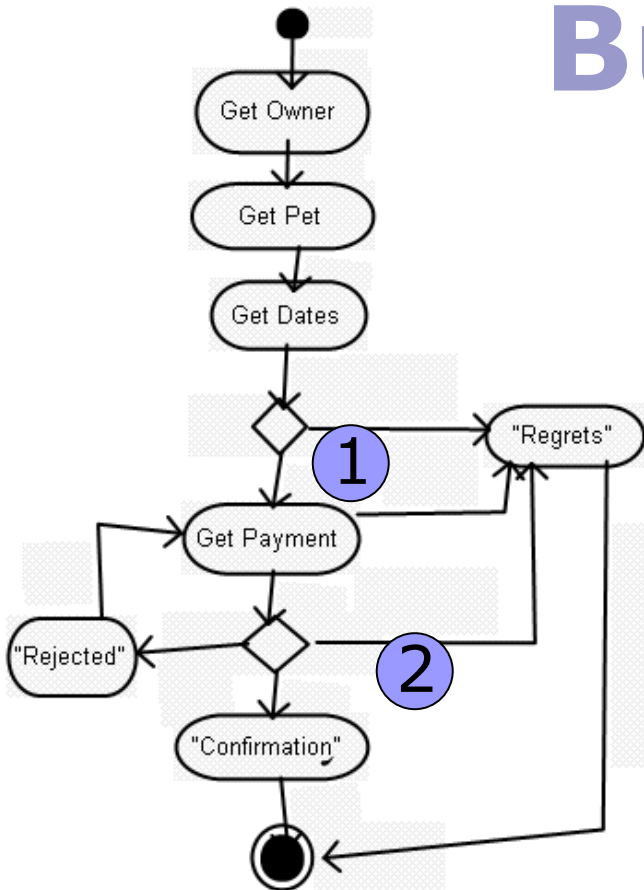 Bu
Get Owner
Get Pet
Get Dates
"Regrets"
1
Get Payment
"Rejected"
2
"Confirmation"